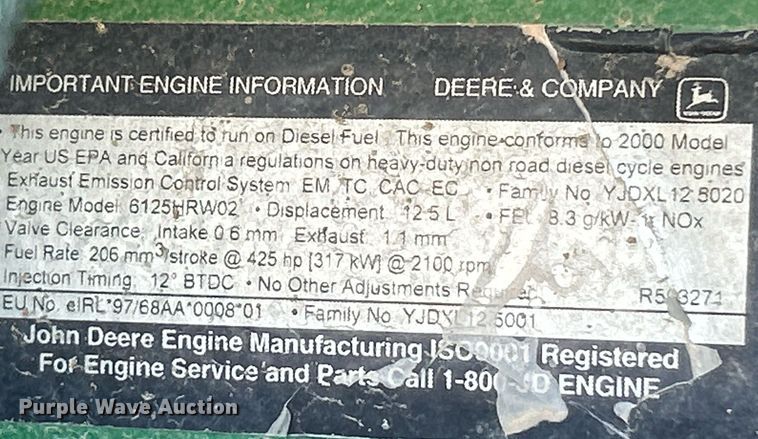 IMPORTANT ENGINE INFORMATION DEERE & COMPANY
This engine is certified to run on Diesel Fuel This engine conforms to 2000 Model
Year US EPA and Californ a regulations on heavy-duty non road diesel cycle engines
Exhaust Emission Control System EM TC CAC EC • Family No YJDXL12.5020
Engine Model 6125HRW02 • Displacement 12.5 L • FEL 8.3 g/kW- NOx
Valve Clearance Intake 0.6 mm Exhaust 1.1 mm
Fuel Rate 206 mm³/stroke @ 425 hp [317 kW] @ 2100 rpm
Injection Timing: 12° BTDC • No Other Adjustments
EU No. eIRL*97/68AA*0008*01 • Family No YJDXL12.5001
John Deere Engine Manufacturing ISO9001 Registered
For Engine Service and Parts Call 1-800-JD ENGINE
Purple Wave Auction